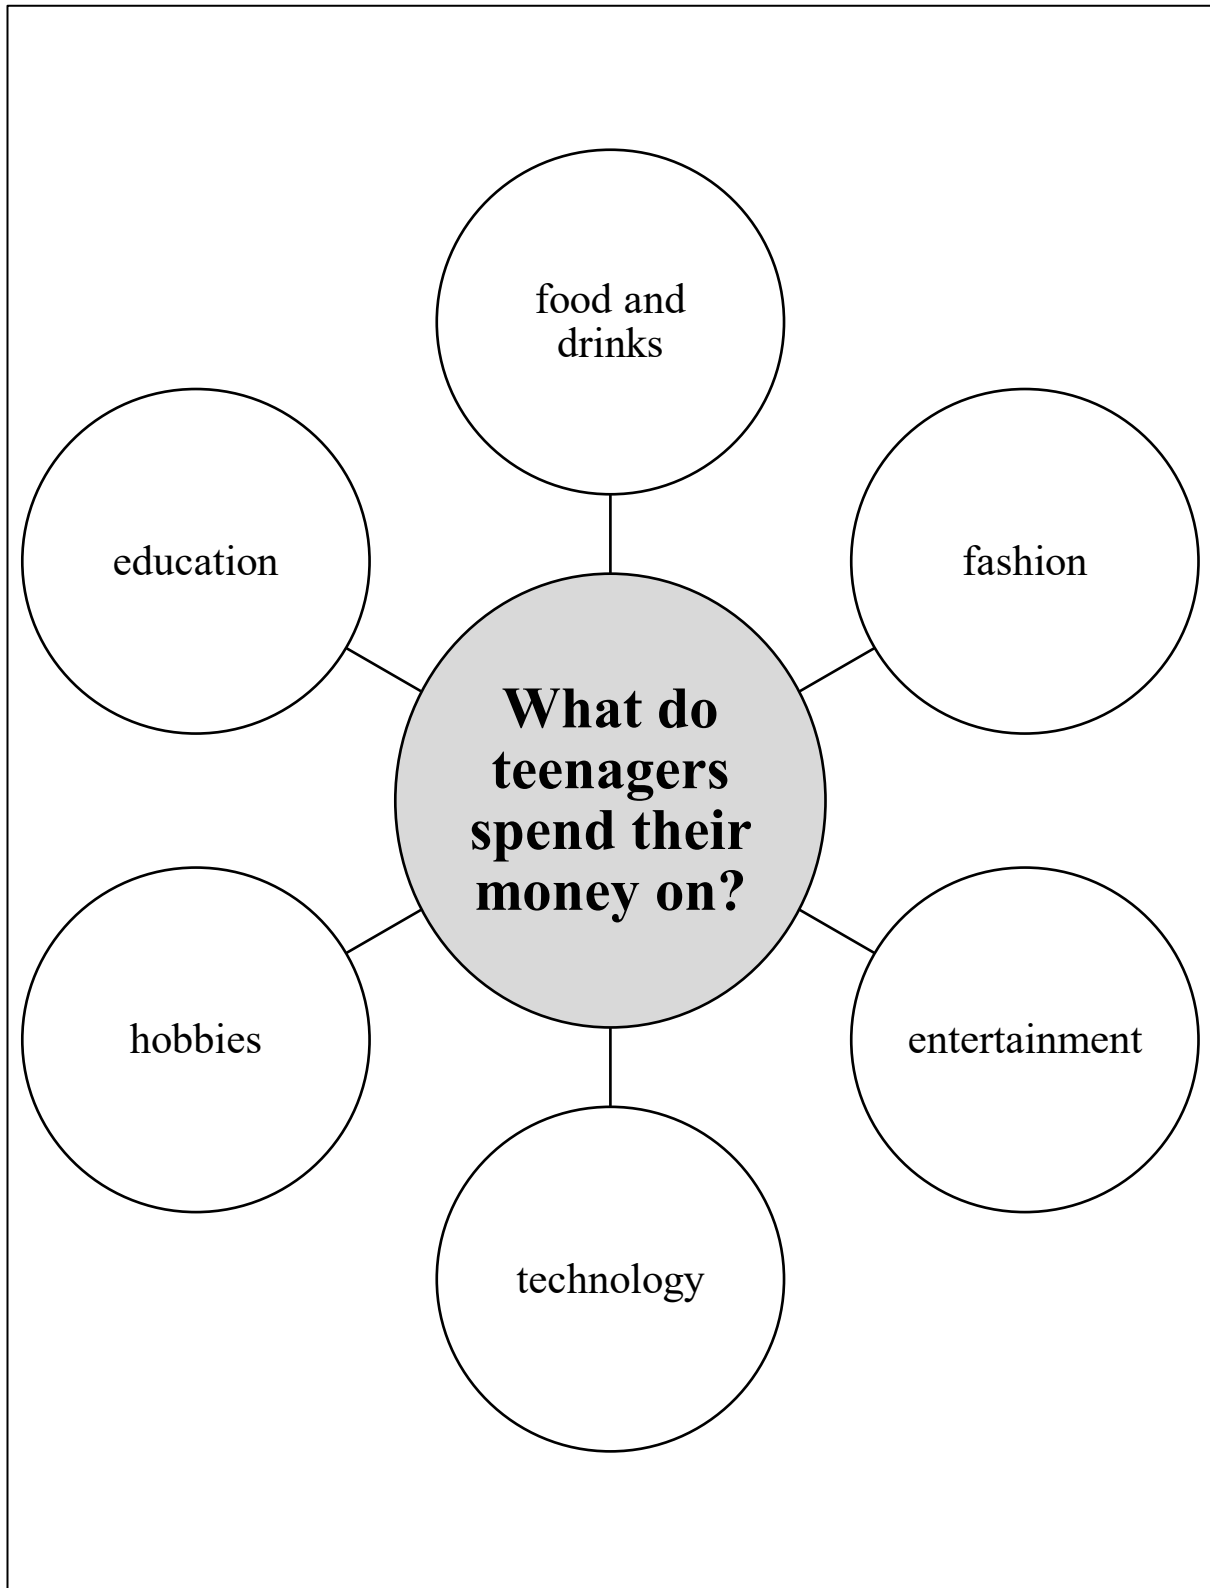 food and
drinks
education
fashion
What do
teenagers
spend their
money on?
hobbies
entertainment
technology